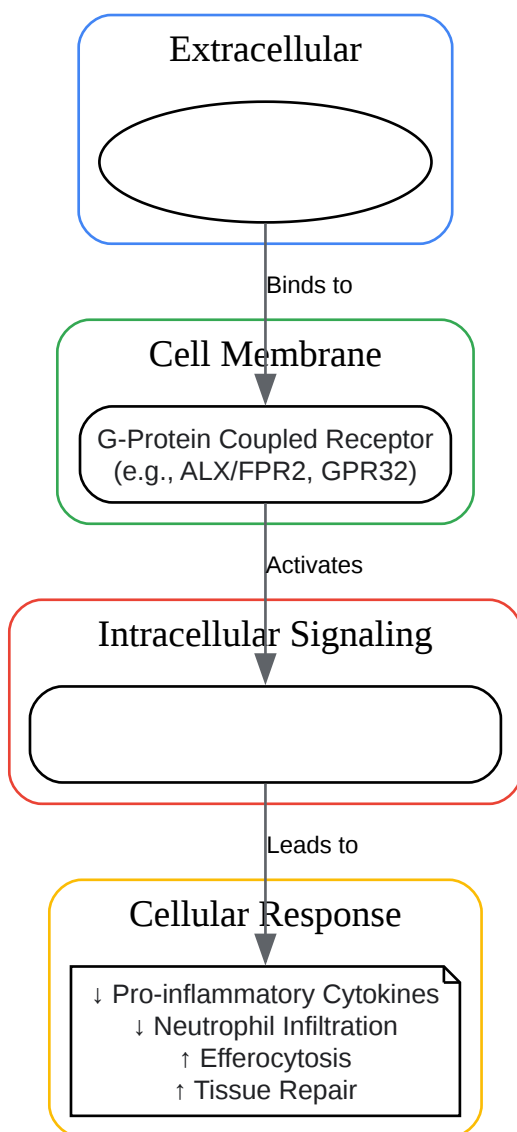 Extracellular
Binds to
Cell Membrane
G-Protein Coupled Receptor
(e.g., ALX/FPR2, GPR32)
Activates
Intracellular Signaling
Leads to
Cellular Response
↓ Pro-inflammatory Cytokines
↓ Neutrophil Infiltration
↑ Efferocytosis
↑ Tissue Repair